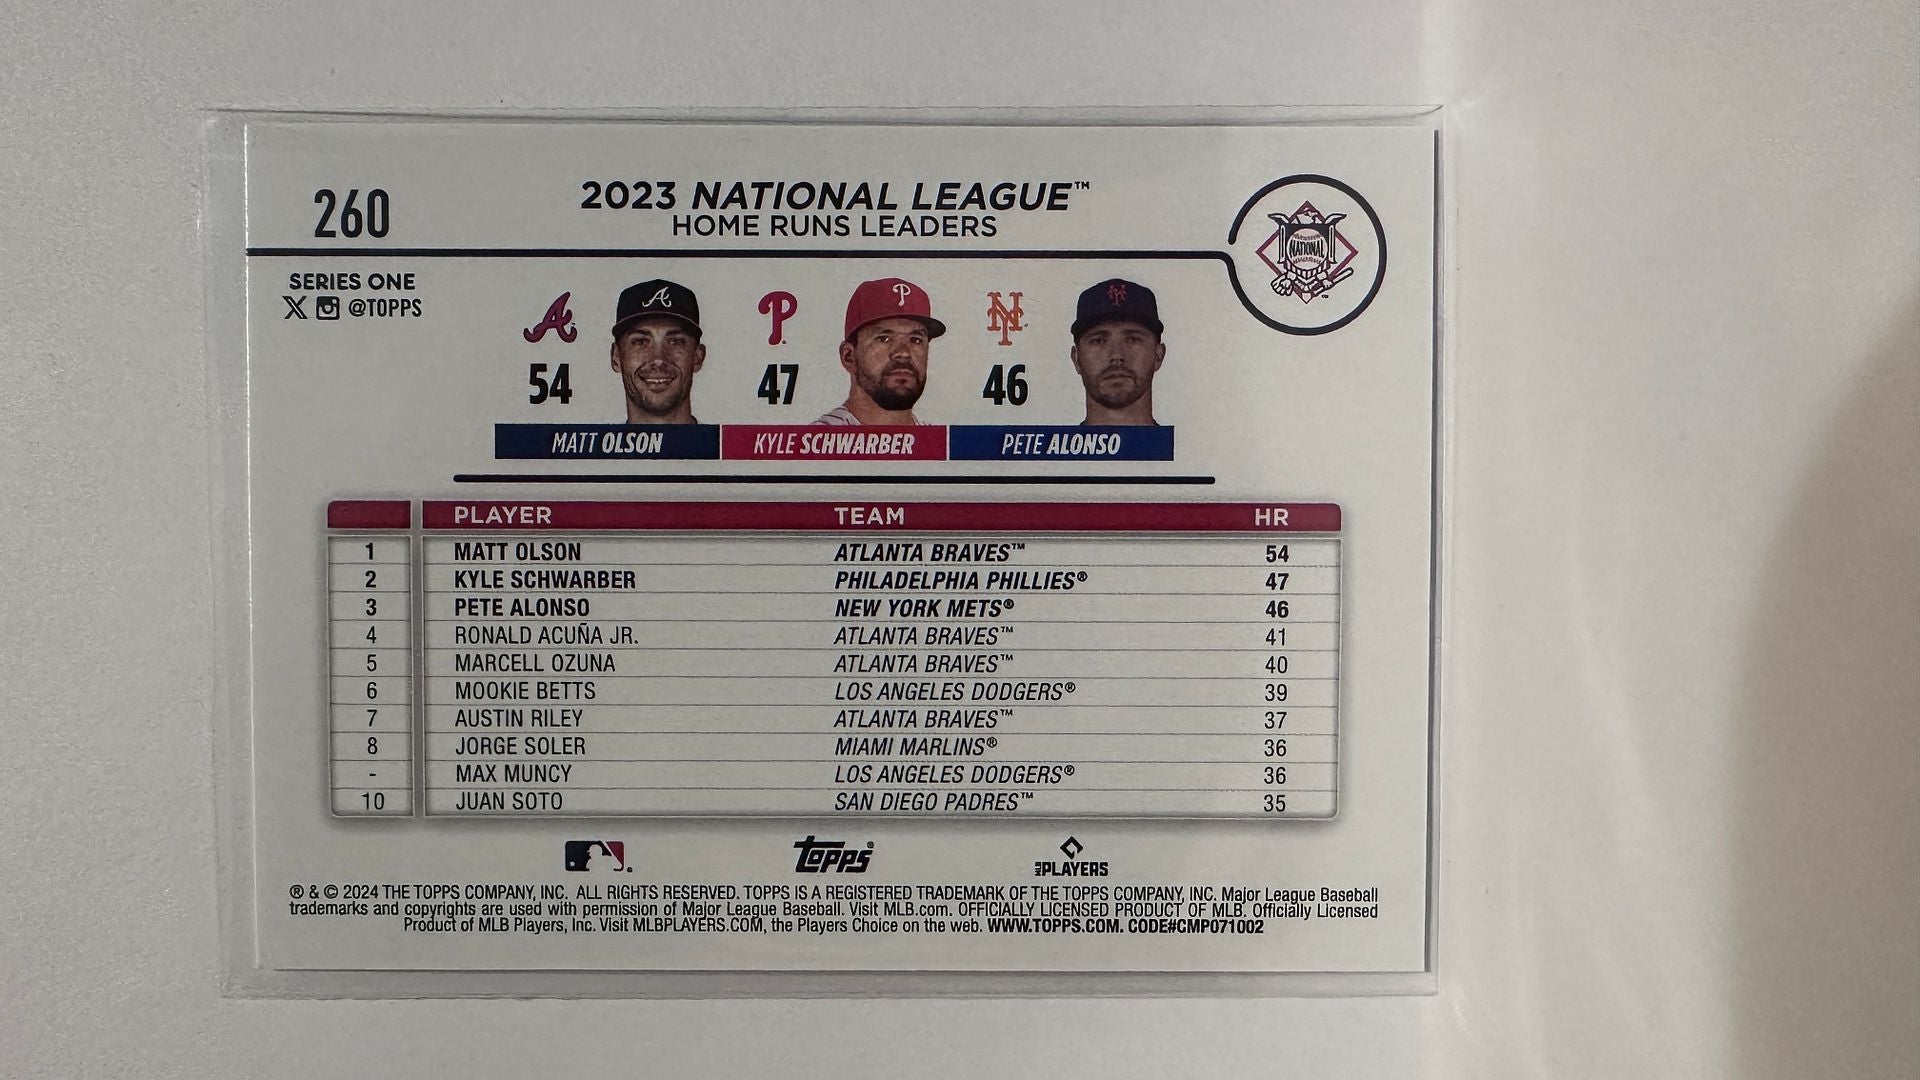 260
2023 NATIONAL LEAGUE™
HOME RUNS LEADERS
NATIONAL
SERIES ONE
@TOPPS
54 47 46
MATT OLSON KYLE SCHWARBER PETE ALONSO
PLAYER TEAM HR
1 MATT OLSON ATLANTA BRAVES™ 54
2 KYLE SCHWARBER PHILADELPHIA PHILLIES® 47
3 PETE ALONSO NEW YORK METS® 46
4 RONALD ACUÑA JR. ATLANTA BRAVES™ 41
5 MARCELL OZUNA ATLANTA BRAVES™ 40
6 MOOKIE BETTS LOS ANGELES DODGERS® 39
7 AUSTIN RILEY ATLANTA BRAVES™ 37
8 JORGE SOLER MIAMI MARLINS® 36
- MAX MUNCY LOS ANGELES DODGERS® 36
10 JUAN SOTO SAN DIEGO PADRES™ 35
TOPPS® MLB PLAYERS
® & © 2024 THE TOPPS COMPANY, INC. ALL RIGHTS RESERVED. TOPPS IS A REGISTERED TRADEMARK OF THE TOPPS COMPANY, INC. Major League Baseball
trademarks and copyrights are used with permission of Major League Baseball. Visit MLB.com. OFFICIALLY LICENSED PRODUCT OF MLB. Officially Licensed
Product of MLB Players, Inc. Visit MLBPLAYERS.COM, the Players Choice on the web. WWW.TOPPS.COM. CODE#CMP071002